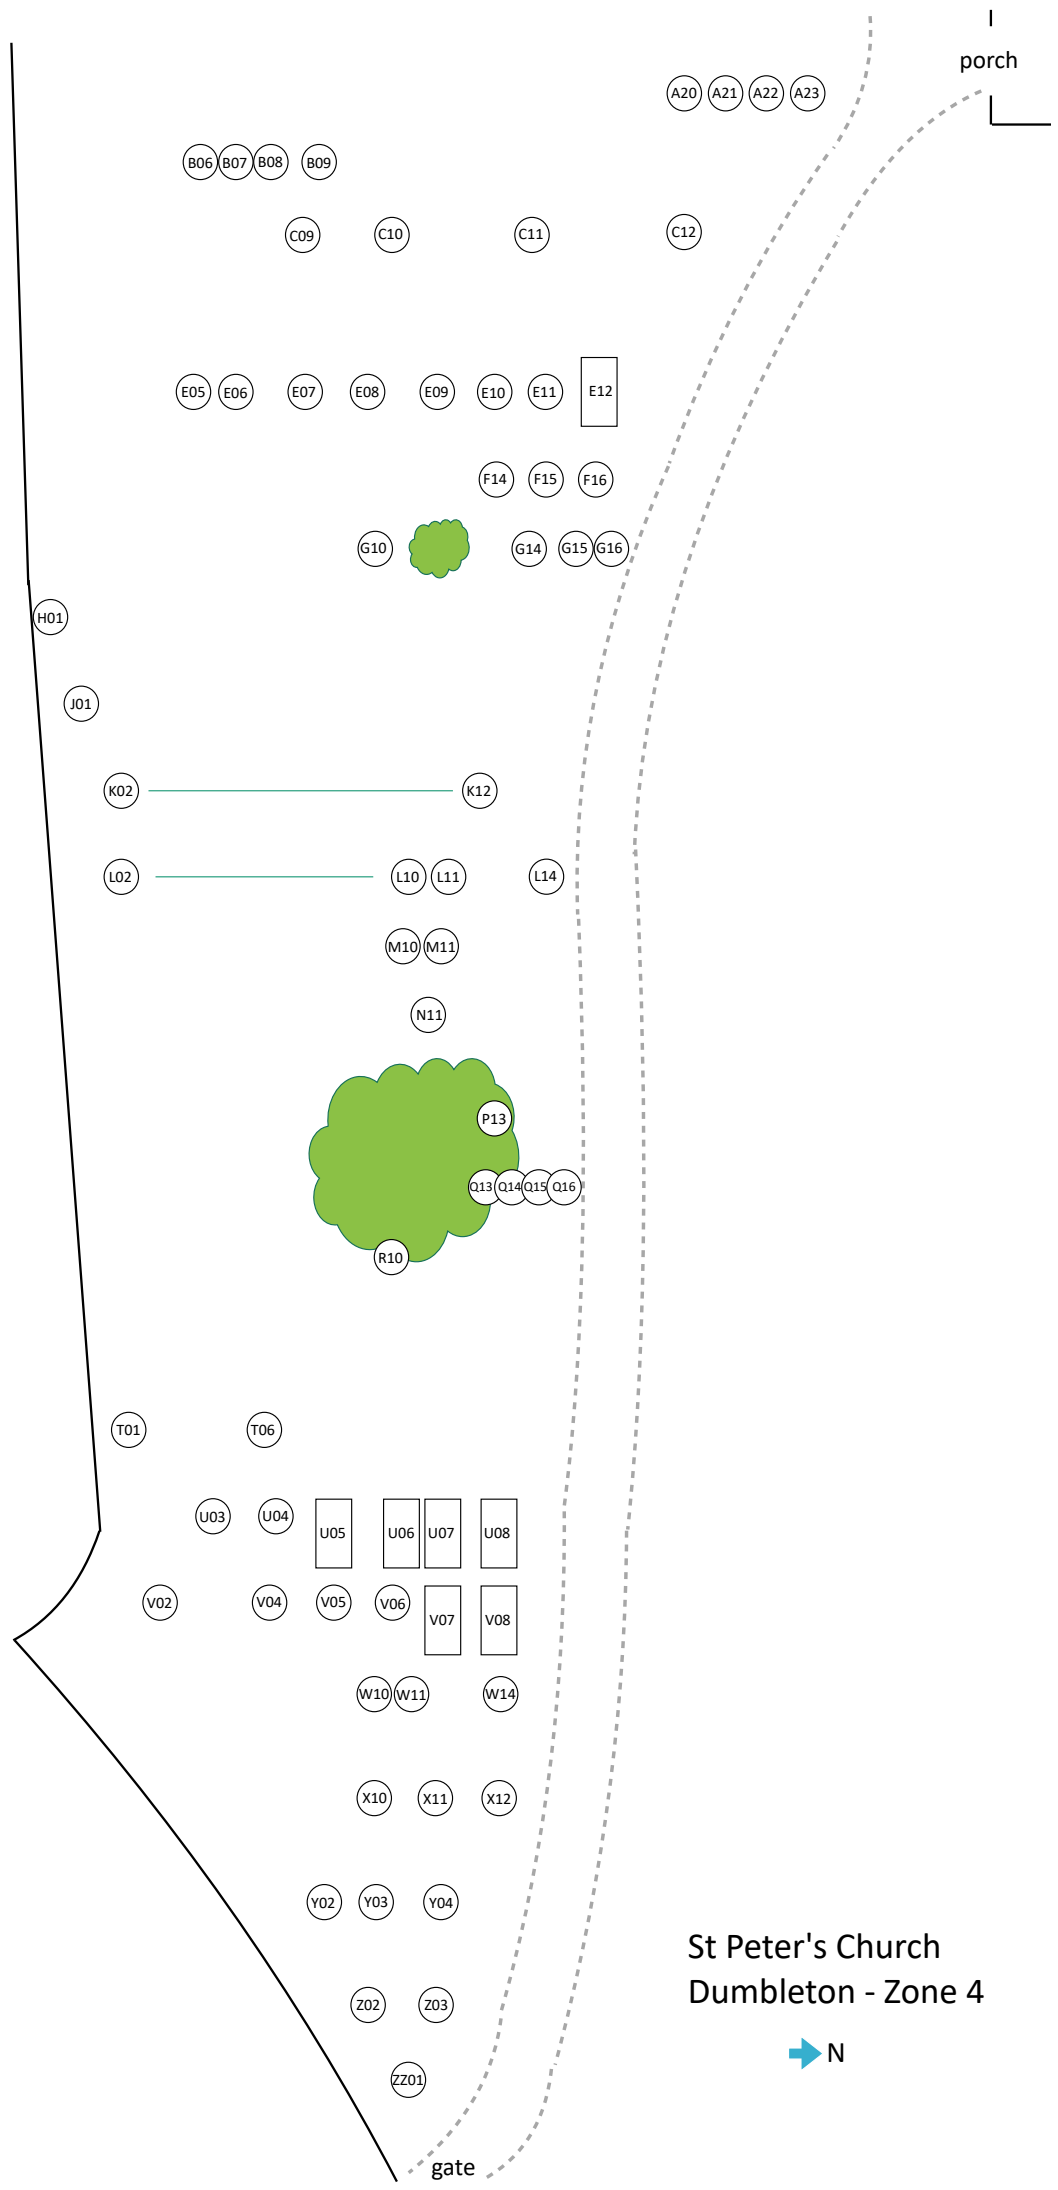 porch
A20 A21 A22 A23
B06 B07 B08 B09
C09 C10 C11 C12
E05 E06 E07 E08 E09 E10 E11 E12
F14 F15 F16
G10 G14 G15 G16
H01
J01
K02 K12
L02 L10 L11 L14
M10 M11
N11
P13
Q13 Q14 Q15 Q16
R10
T01 T06
U03 U04 U05 U06 U07 U08
V02 V04 V05 V06 V07 V08
W10 W11 W14
X10 X11 X12
Y02 Y03 Y04
St Peter's Church
Dumbleton - Zone 4
Z02 Z03
N
ZZ01
gate